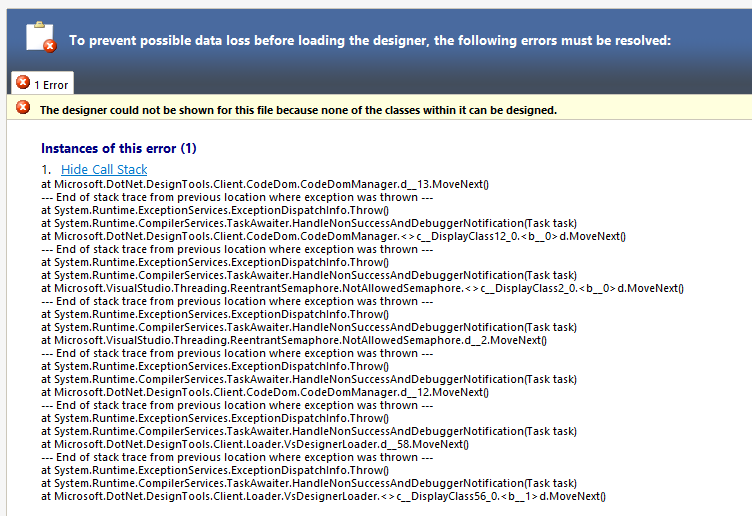 To prevent possible data loss before loading the designer, the following errors must be resolved:
1 Error
The designer could not be shown for this file because none of the classes within it can be designed.
Instances of this error (1)
1. Hide Call Stack
at Microsoft.DotNet.DesignTools.Client.CodeDom.CodeDomManager.d__13.MoveNext()
--- End of stack trace from previous location where exception was thrown ---
at System.Runtime.ExceptionServices.ExceptionDispatchInfo.Throw()
at System.Runtime.CompilerServices.TaskAwaiter.HandleNonSuccessAndDebuggerNotification(Task task)
at Microsoft.DotNet.DesignTools.Client.CodeDom.CodeDomManager.<>c__DisplayClass12_0.<b__0>d.MoveNext()
--- End of stack trace from previous location where exception was thrown ---
at System.Runtime.ExceptionServices.ExceptionDispatchInfo.Throw()
at System.Runtime.CompilerServices.TaskAwaiter.HandleNonSuccessAndDebuggerNotification(Task task)
at Microsoft.VisualStudio.Threading.ReentrantSemaphore.NotAllowedSemaphore.<>c__DisplayClass2_0.<b__0>d.MoveNext()
--- End of stack trace from previous location where exception was thrown ---
at System.Runtime.ExceptionServices.ExceptionDispatchInfo.Throw()
at System.Runtime.CompilerServices.TaskAwaiter.HandleNonSuccessAndDebuggerNotification(Task task)
at Microsoft.VisualStudio.Threading.ReentrantSemaphore.NotAllowedSemaphore.d__2.MoveNext()
--- End of stack trace from previous location where exception was thrown ---
at System.Runtime.ExceptionServices.ExceptionDispatchInfo.Throw()
at System.Runtime.CompilerServices.TaskAwaiter.HandleNonSuccessAndDebuggerNotification(Task task)
at Microsoft.DotNet.DesignTools.Client.CodeDom.CodeDomManager.d__12.MoveNext()
--- End of stack trace from previous location where exception was thrown ---
at System.Runtime.ExceptionServices.ExceptionDispatchInfo.Throw()
at System.Runtime.CompilerServices.TaskAwaiter.HandleNonSuccessAndDebuggerNotification(Task task)
at Microsoft.DotNet.DesignTools.Client.Loader.VsDesignerLoader.d__58.MoveNext()
--- End of stack trace from previous location where exception was thrown ---
at System.Runtime.ExceptionServices.ExceptionDispatchInfo.Throw()
at System.Runtime.CompilerServices.TaskAwaiter.HandleNonSuccessAndDebuggerNotification(Task task)
at Microsoft.DotNet.DesignTools.Client.Loader.VsDesignerLoader.<>c__DisplayClass56_0.<b__1>d.MoveNext()